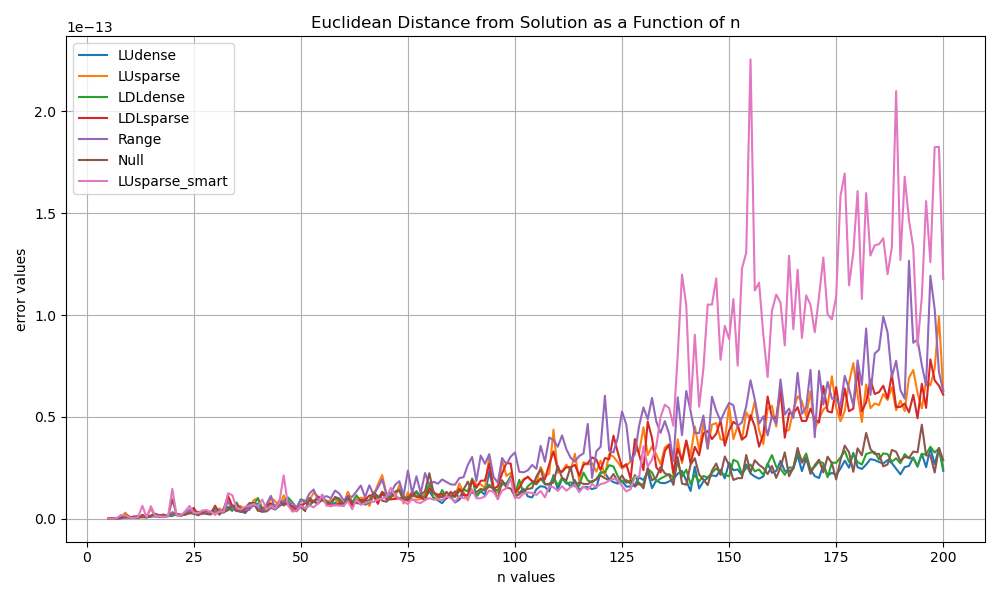 Euclidean Distance from Solution as a Function of n
1e−13
LUdense
LUsparse
LDLdense
LDLsparse
Range
Null
LUsparse_smart
2.0
1.5
1.0
0.5
0.0
error values
0 25 50 75 100 125 150 175 200
n values